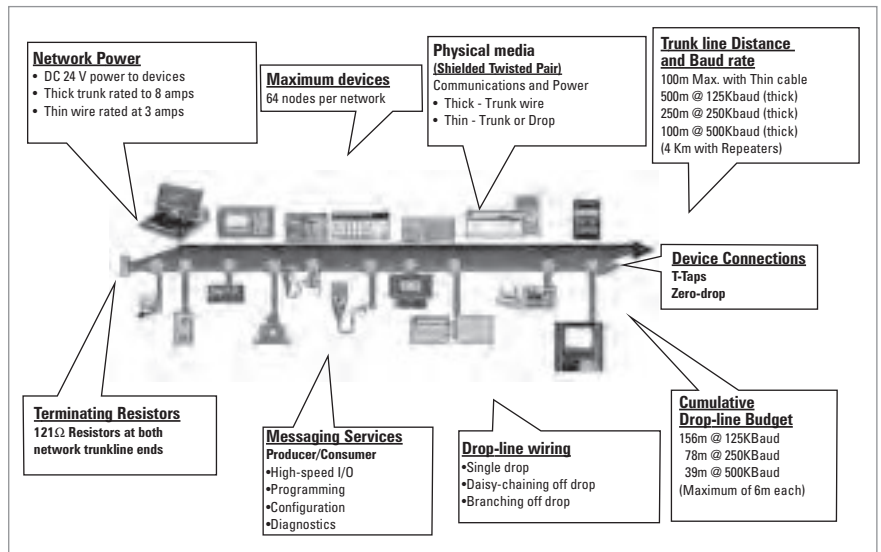 Network Power
• DC 24 V power to devices
• Thick trunk rated to 8 amps
• Thin wire rated at 3 amps
Maximum devices
64 nodes per network
Physical media
(Shielded Twisted Pair)
Communications and Power
• Thick - Trunk wire
• Thin - Trunk or Drop
Trunk line Distance
and Baud rate
100m Max. with Thin cable
500m @ 125Kbaud (thick)
250m @ 250Kbaud (thick)
100m @ 500Kbaud (thick)
(4 Km with Repeaters)
Device Connections
T-Taps
Zero-drop
Terminating Resistors
121Ω Resistors at both
network trunkline ends
Messaging Services
Producer/Consumer
•High-speed I/O
•Programming
•Configuration
•Diagnostics
Drop-line wiring
•Single drop
•Daisy-chaining off drop
•Branching off drop
Cumulative
Drop-line Budget
156m @ 125KBaud
78m @ 250KBaud
39m @ 500KBaud
(Maximum of 6m each)